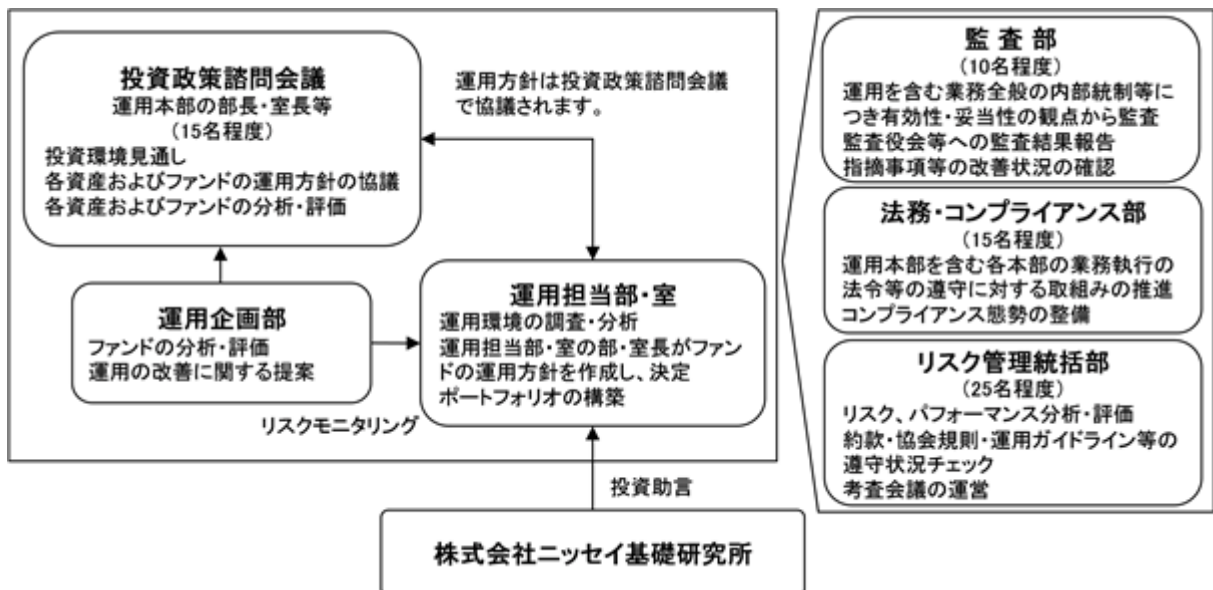 投資政策諮問会議
運用本部の部長・室長等
(15名程度)
投資環境見通し
各資産およびファンドの運用方針の協議
各資産およびファンドの分析・評価
運用方針は投資政策諮問会議
で協議されます。
運用企画部
ファンドの分析・評価
運用の改善に関する提案
リスクモニタリング
運用担当部・室
運用環境の調査・分析
運用担当部・室の部・室長がファン
ドの運用方針を作成し、決定
ポートフォリオの構築
投資助言
株式会社ニッセイ基礎研究所
監 査 部
(10名程度)
運用を含む業務全般の内部統制等に
つき有効性・妥当性の観点から監査
監査役会等への監査結果報告
指摘事項等の改善状況の確認
法務・コンプライアンス部
(15名程度)
運用本部を含む各本部の業務執行の
法令等の遵守に対する取組みの推進
コンプライアンス態勢の整備
リスク管理統括部
(25名程度)
リスク、パフォーマンス分析・評価
約款・協会規則・運用ガイドライン等の
遵守状況チェック
考査会議の運営